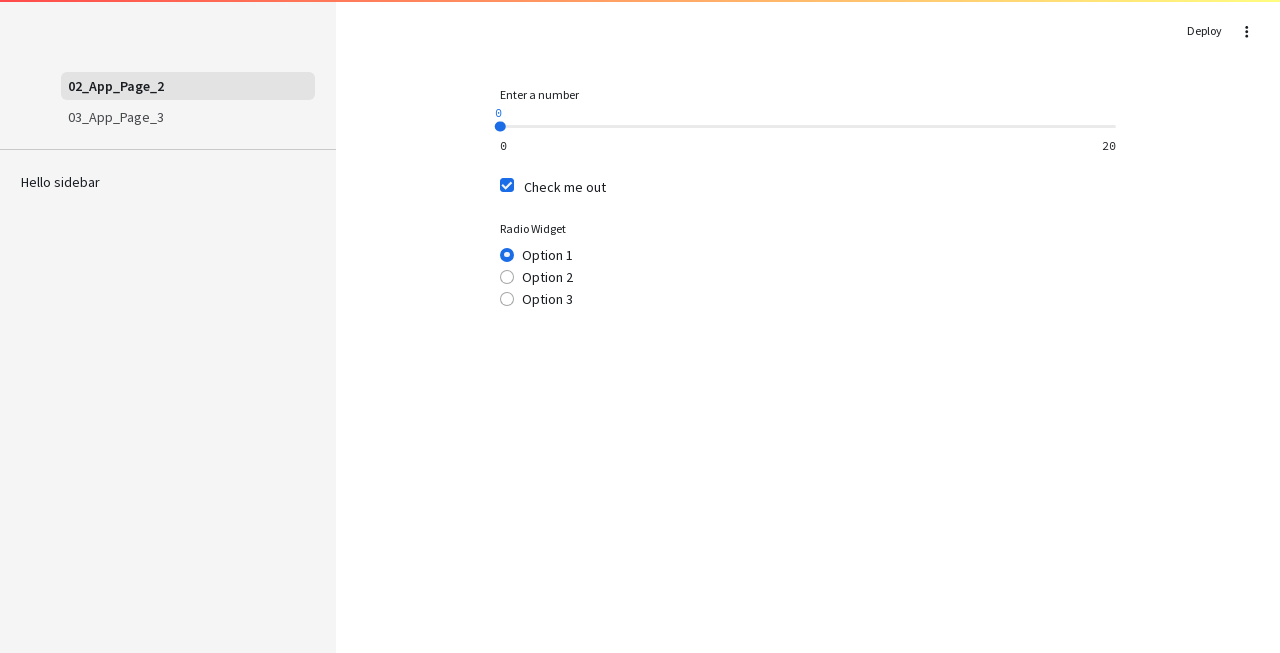 Deploy
02_App_Page_2
03_App_Page_3
Hello sidebar
Enter a number
0
0 20
Check me out
Radio Widget
Option 1
Option 2
Option 3